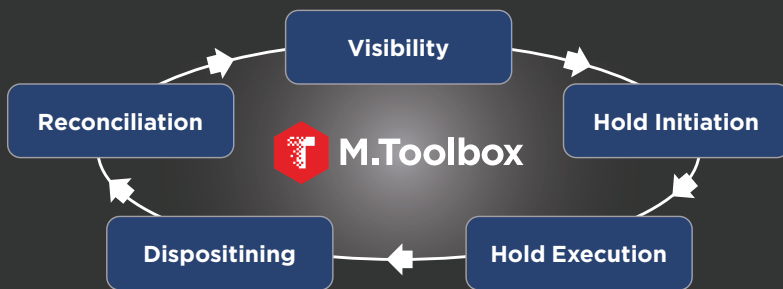 Visibility
Reconciliation
Hold Initiation
M.Toolbox
Dispositining
Hold Execution